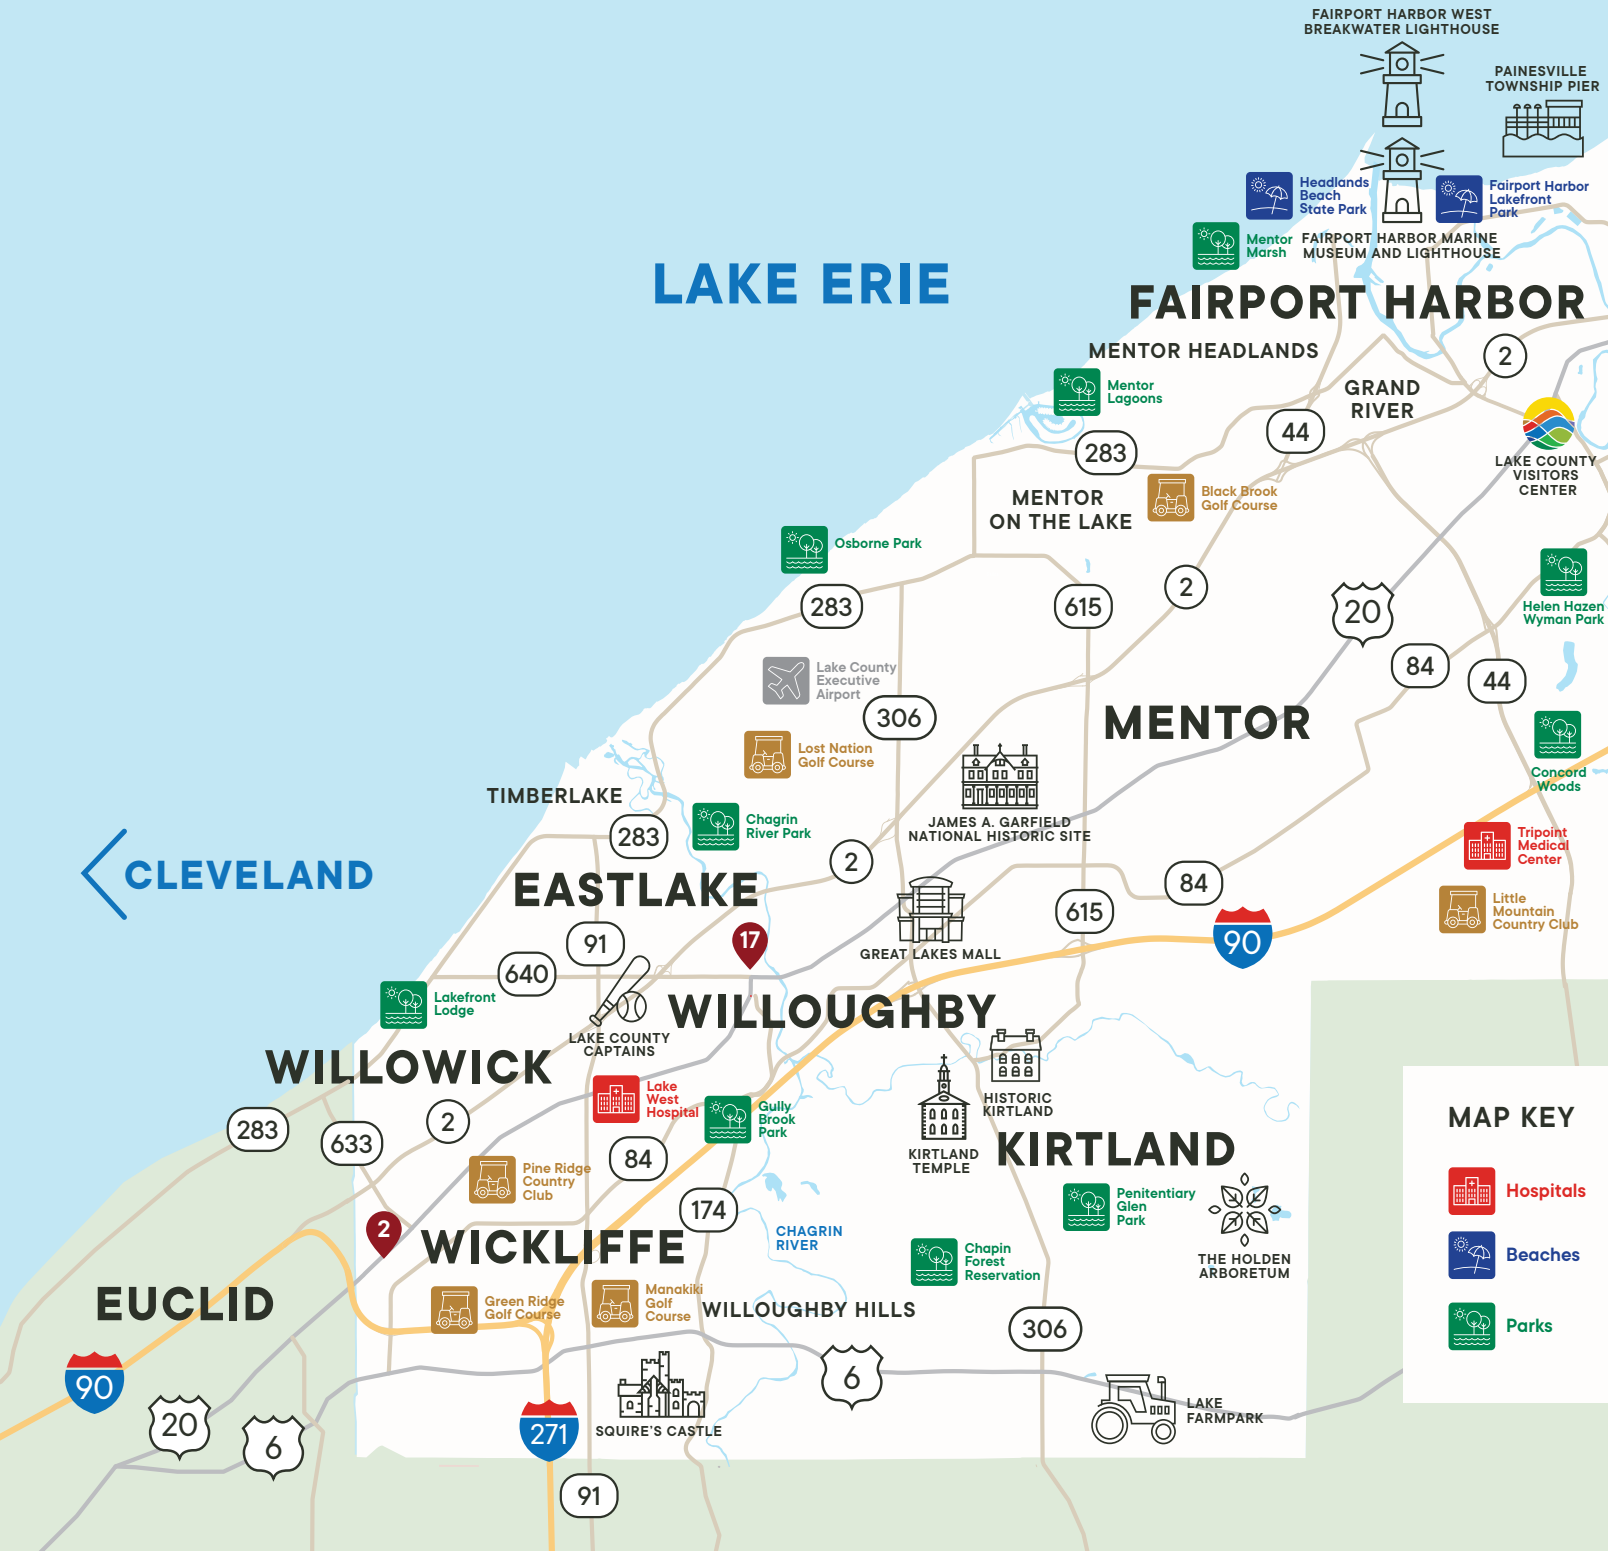 FAIRPORT HARBOR WEST
BREAKWATER LIGHTHOUSE
PAINESVILLE
TOWNSHIP PIER
Headlands
Beach
State Park
Fairport Harbor
Lakefront
Park
Mentor
Marsh
FAIRPORT HARBOR MARINE
MUSEUM AND LIGHTHOUSE
LAKE ERIE
FAIRPORT HARBOR
MENTOR HEADLANDS
2
Mentor
Lagoons
GRAND
RIVER
44
283
LAKE COUNTY
VISITORS
CENTER
MENTOR
ON THE LAKE
Black Brook
Golf Course
Osborne Park
283
615
2
20
Helen Hazen
Wyman Park
Lake County
Executive
Airport
84
44
306
MENTOR
Lost Nation
Golf Course
Concord
Woods
TIMBERLAKE
283
Chagrin
River Park
JAMES A. GARFIELD
NATIONAL HISTORIC SITE
Tripoint
Medical
Center
CLEVELAND
2
EASTLAKE
84
615
Little
Mountain
Country Club
91
17
90
GREAT LAKES MALL
640
Lakefront
Lodge
WILLOUGHBY
LAKE COUNTY
CAPTAINS
WILLOWICK
Lake
West
Hospital
Gully
Brook
Park
HISTORIC
KIRTLAND
MAP KEY
283
633
2
84
KIRTLAND
TEMPLE
KIRTLAND
Pine Ridge
Country
Club
Hospitals
174
Penitentiary
Glen
Park
2
WICKLIFFE
CHAGRIN
RIVER
Chapin
Forest
Reservation
THE HOLDEN
ARBORETUM
Beaches
EUCLID
Green Ridge
Golf Course
Manakiki
Golf
Course
WILLOUGHBY HILLS
306
Parks
90
6
20
6
271
SQUIRE'S CASTLE
LAKE
FARMPARK
91